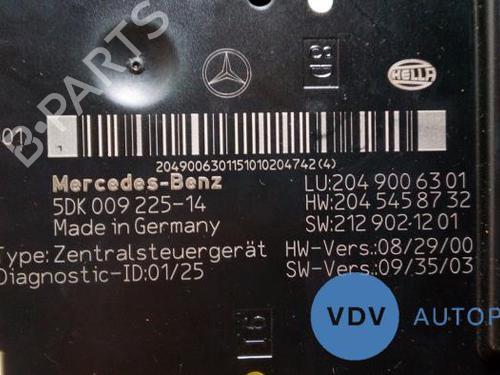 SD
HELLA
01
2049006301151010204742(4)
Mercedes-Benz
LU:204 900 63 01
5DK 009 225-14
HW:204 545 87 32
Made in Germany
SW:212 902 12 01
Type: Zentralsteuergerät
HW-Vers.:08/29/00
Diagnostic-ID:01/25
SW-Vers.:09/35/03
B-PARTS
VDV AUTOP